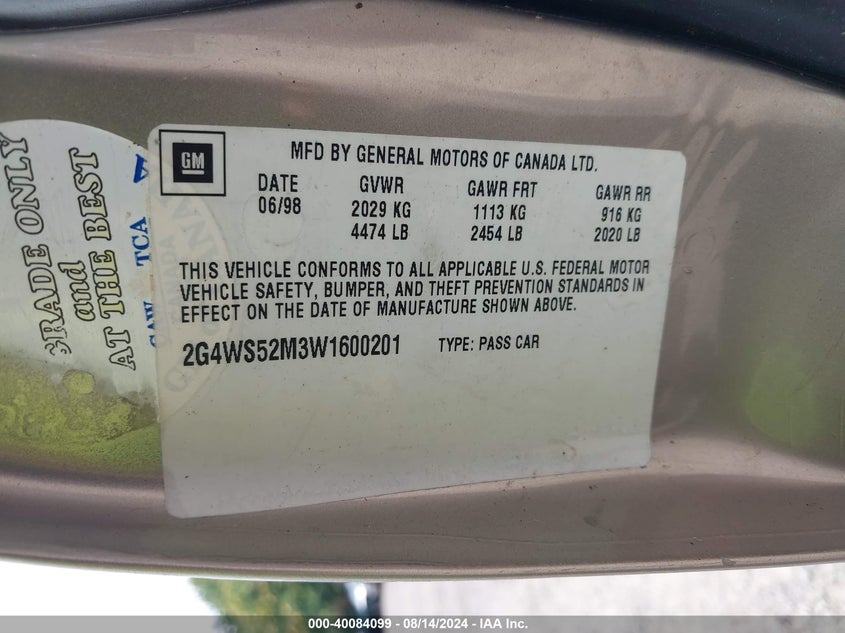 GM
MFD BY GENERAL MOTORS OF CANADA LTD.
DATE GVWR GAWR FRT GAWR RR
06/98 2029 KG 1113 KG 916 KG
4474 LB 2454 LB 2020 LB
THIS VEHICLE CONFORMS TO ALL APPLICABLE U.S. FEDERAL MOTOR
VEHICLE SAFETY, BUMPER, AND THEFT PREVENTION STANDARDS IN
EFFECT ON THE DATE OF MANUFACTURE SHOWN ABOVE.
2G4WS52M3W1600201 TYPE: PASS CAR
GRADE ONLY
and
AT THE BEST
CAW TCA
CANADA
000-40084099 — 08/14/2024 — IAA Inc.